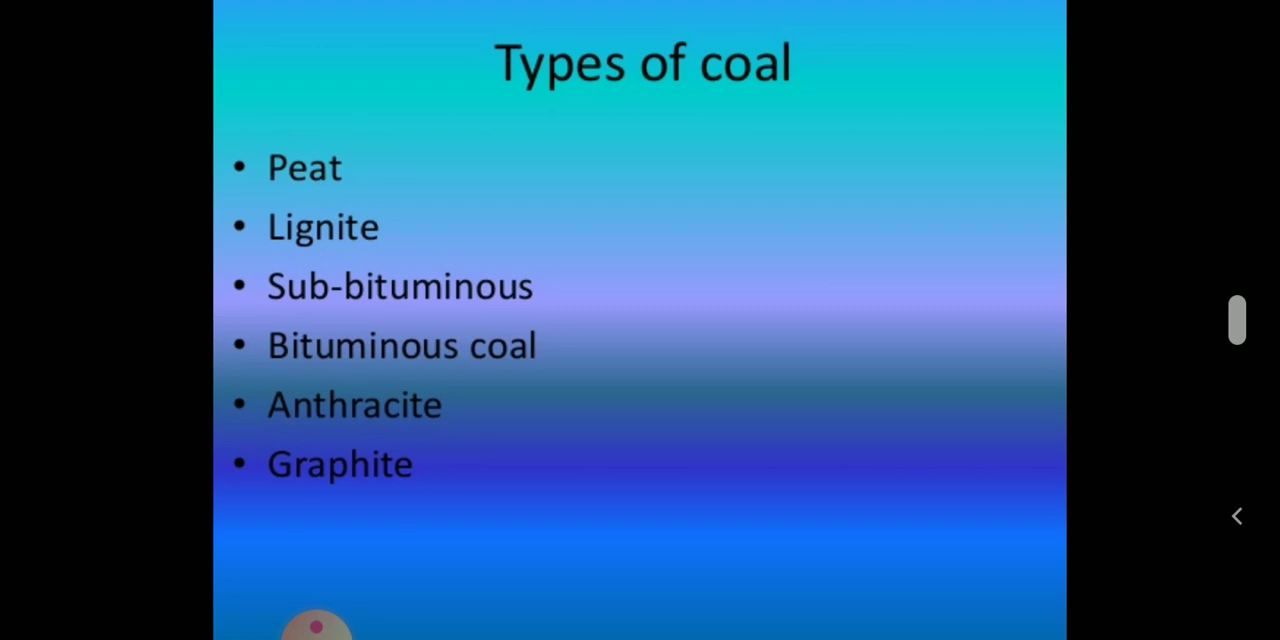 Types of coal
• Peat
• Lignite
• Sub-bituminous
• Bituminous coal
• Anthracite
• Graphite